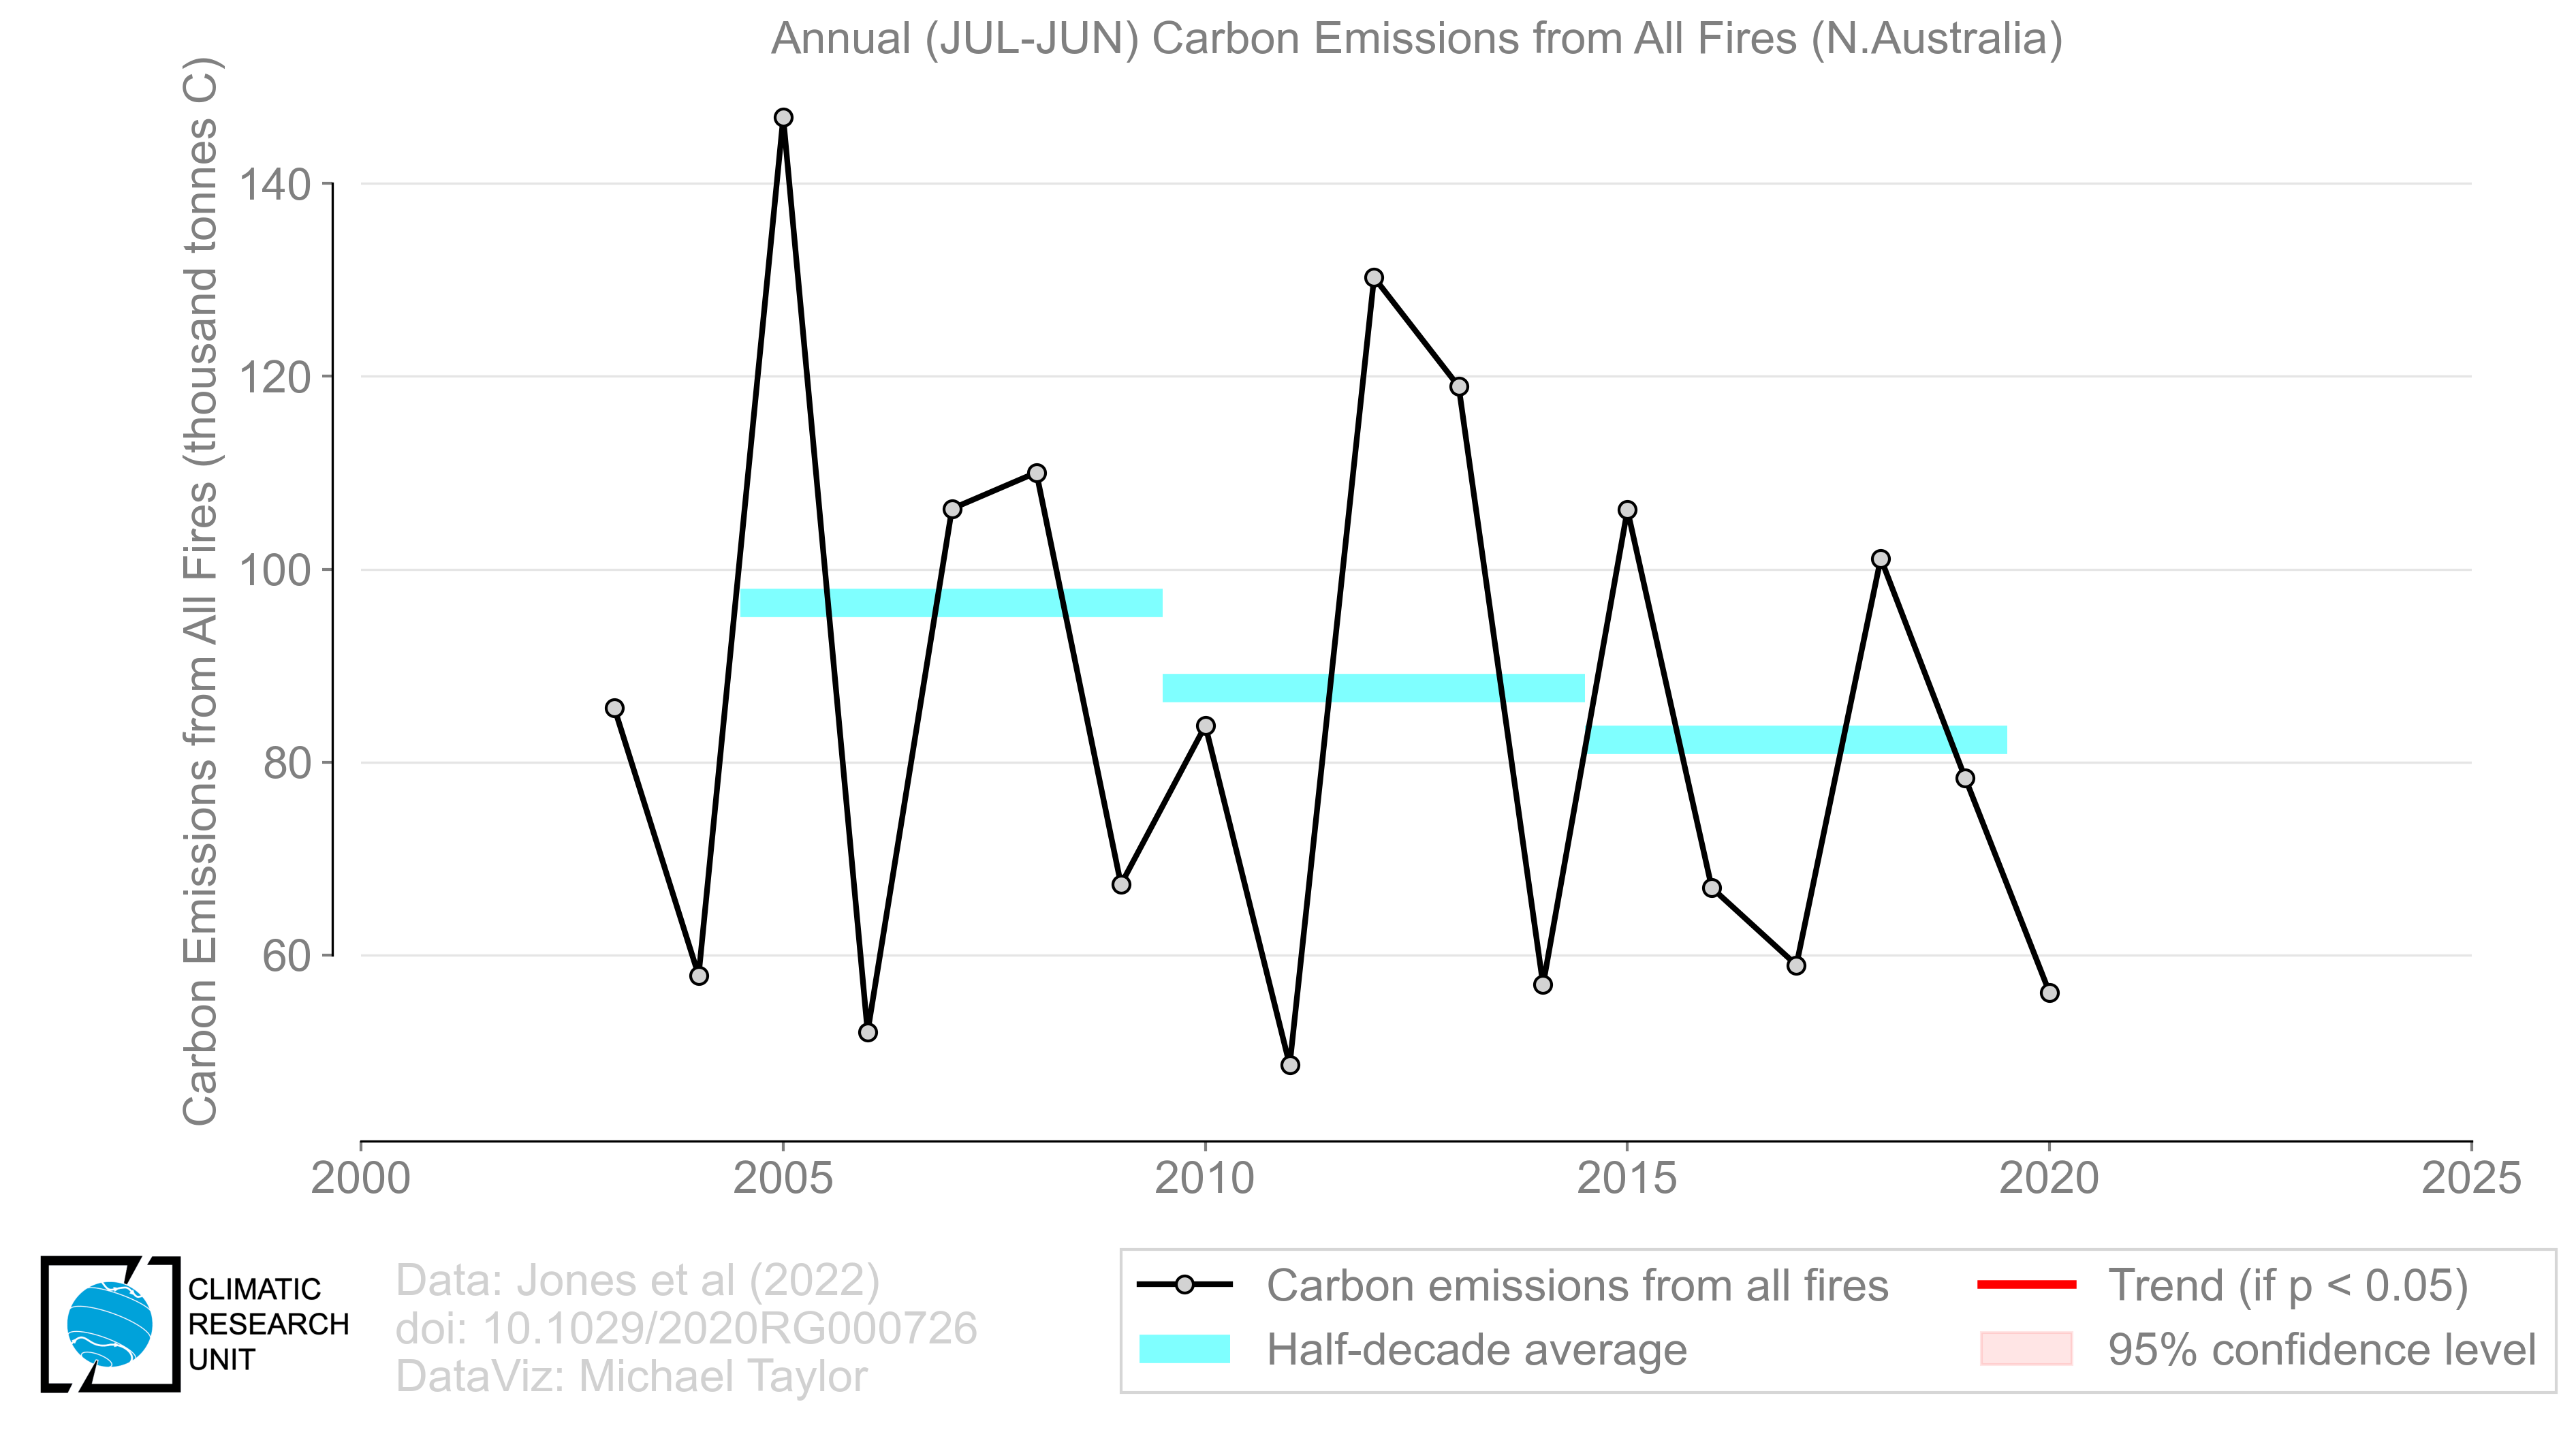 Annual (JUL-JUN) Carbon Emissions from All Fires (N.Australia)
Carbon Emissions from All Fires (thousand tonnes C)
140
120
100
80
60
2000 2005 2010 2015 2020 2025
CLIMATIC
RESEARCH
UNIT
Data: Jones et al (2022)
doi: 10.1029/2020RG000726
DataViz: Michael Taylor
Carbon emissions from all fires
Half-decade average
Trend (if p < 0.05)
95% confidence level